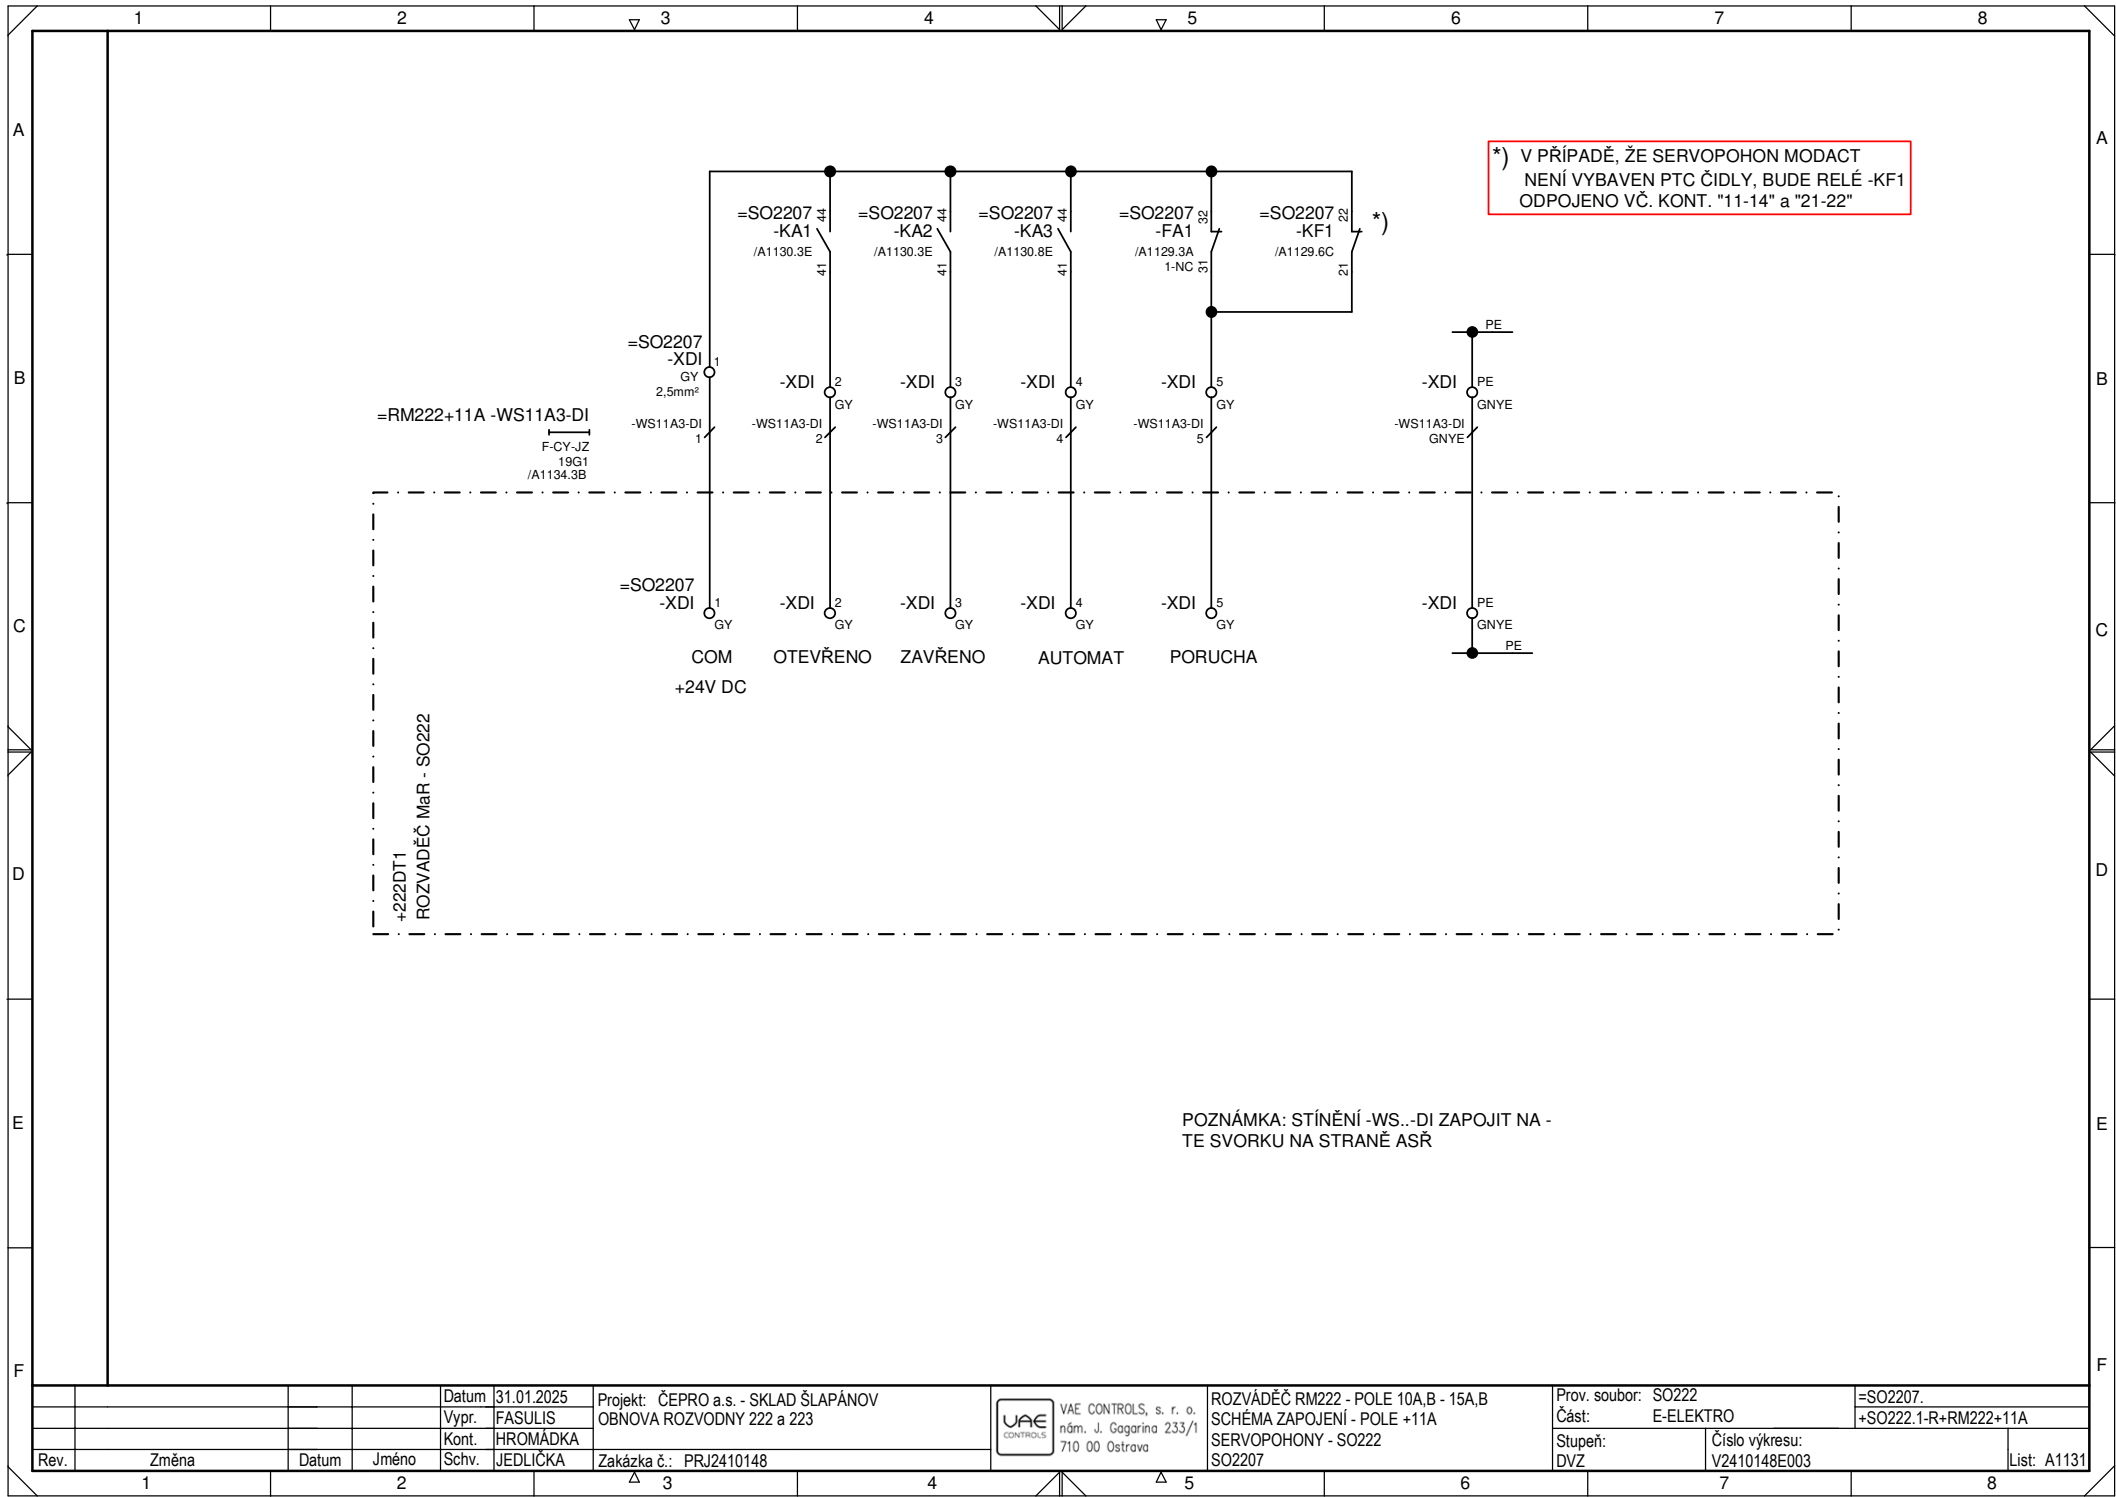 1 2 3 4 5 6 7 8
A A
*) V PŘÍPADĚ, ŽE SERVOPOHON MODACT
NENÍ VYBAVEN PTC ČIDLY, BUDE RELÉ -KF1
ODPOJENO VČ. KONT. "11-14" a "21-22"
=SO2207 44 =SO2207 44 =SO2207 44 =SO2207 32 =SO2207 22 *)
-KA1 -KA2 -KA3 -FA1 -KF1
/A1130.3E /A1130.3E /A1130.8E /A1129.3A /A1129.6C
41 41 41 1-NC 31 21
PE
=SO2207
-XDI 1
GY
2,5mm²
B B
-XDI 2 -XDI 3 -XDI 4 -XDI 5 -XDI PE
GY GY GY GY GNYE
=RM222+11A -WS11A3-DI
F-CY-JZ
19G1
/A1134.3B
-WS11A3-DI -WS11A3-DI -WS11A3-DI -WS11A3-DI -WS11A3-DI -WS11A3-DI
1 2 3 4 5 GNYE
=SO2207
-XDI 1 -XDI 2 -XDI 3 -XDI 4 -XDI 5 -XDI PE
GY GY GY GY GY GNYE
C C
PE
COM OTEVŘENO ZAVŘENO AUTOMAT PORUCHA
+24V DC
+222DT1
ROZVADĚČ MaR - SO222
D D
E E
POZNÁMKA: STÍNĚNÍ -WS..-DI ZAPOJIT NA -
TE SVORKU NA STRANĚ ASŘ
F F
Datum 31.01.2025
Vypr. FASULIS
Kont. HROMÁDKA
Rev. Změna Datum Jméno Schv. JEDLIČKA
Projekt: ČEPRO a.s. - SKLAD ŠLAPÁNOV
OBNOVA ROZVODNY 222 a 223
Zakázka č.: PRJ2410148
VAE
CONTROLS
VAE CONTROLS, s. r. o.
nám. J. Gagarina 233/1
710 00 Ostrava
ROZVÁDĚČ RM222 - POLE 10A,B - 15A,B
SCHÉMA ZAPOJENÍ - POLE +11A
SERVOPOHONY - SO222
SO2207
Prov. soubor: SO222
Část: E-ELEKTRO
Stupeň:
DVZ
Číslo výkresu:
V2410148E003
=SO2207.
+SO222.1-R+RM222+11A
List: A1131
1 2 3 4 5 6 7 8